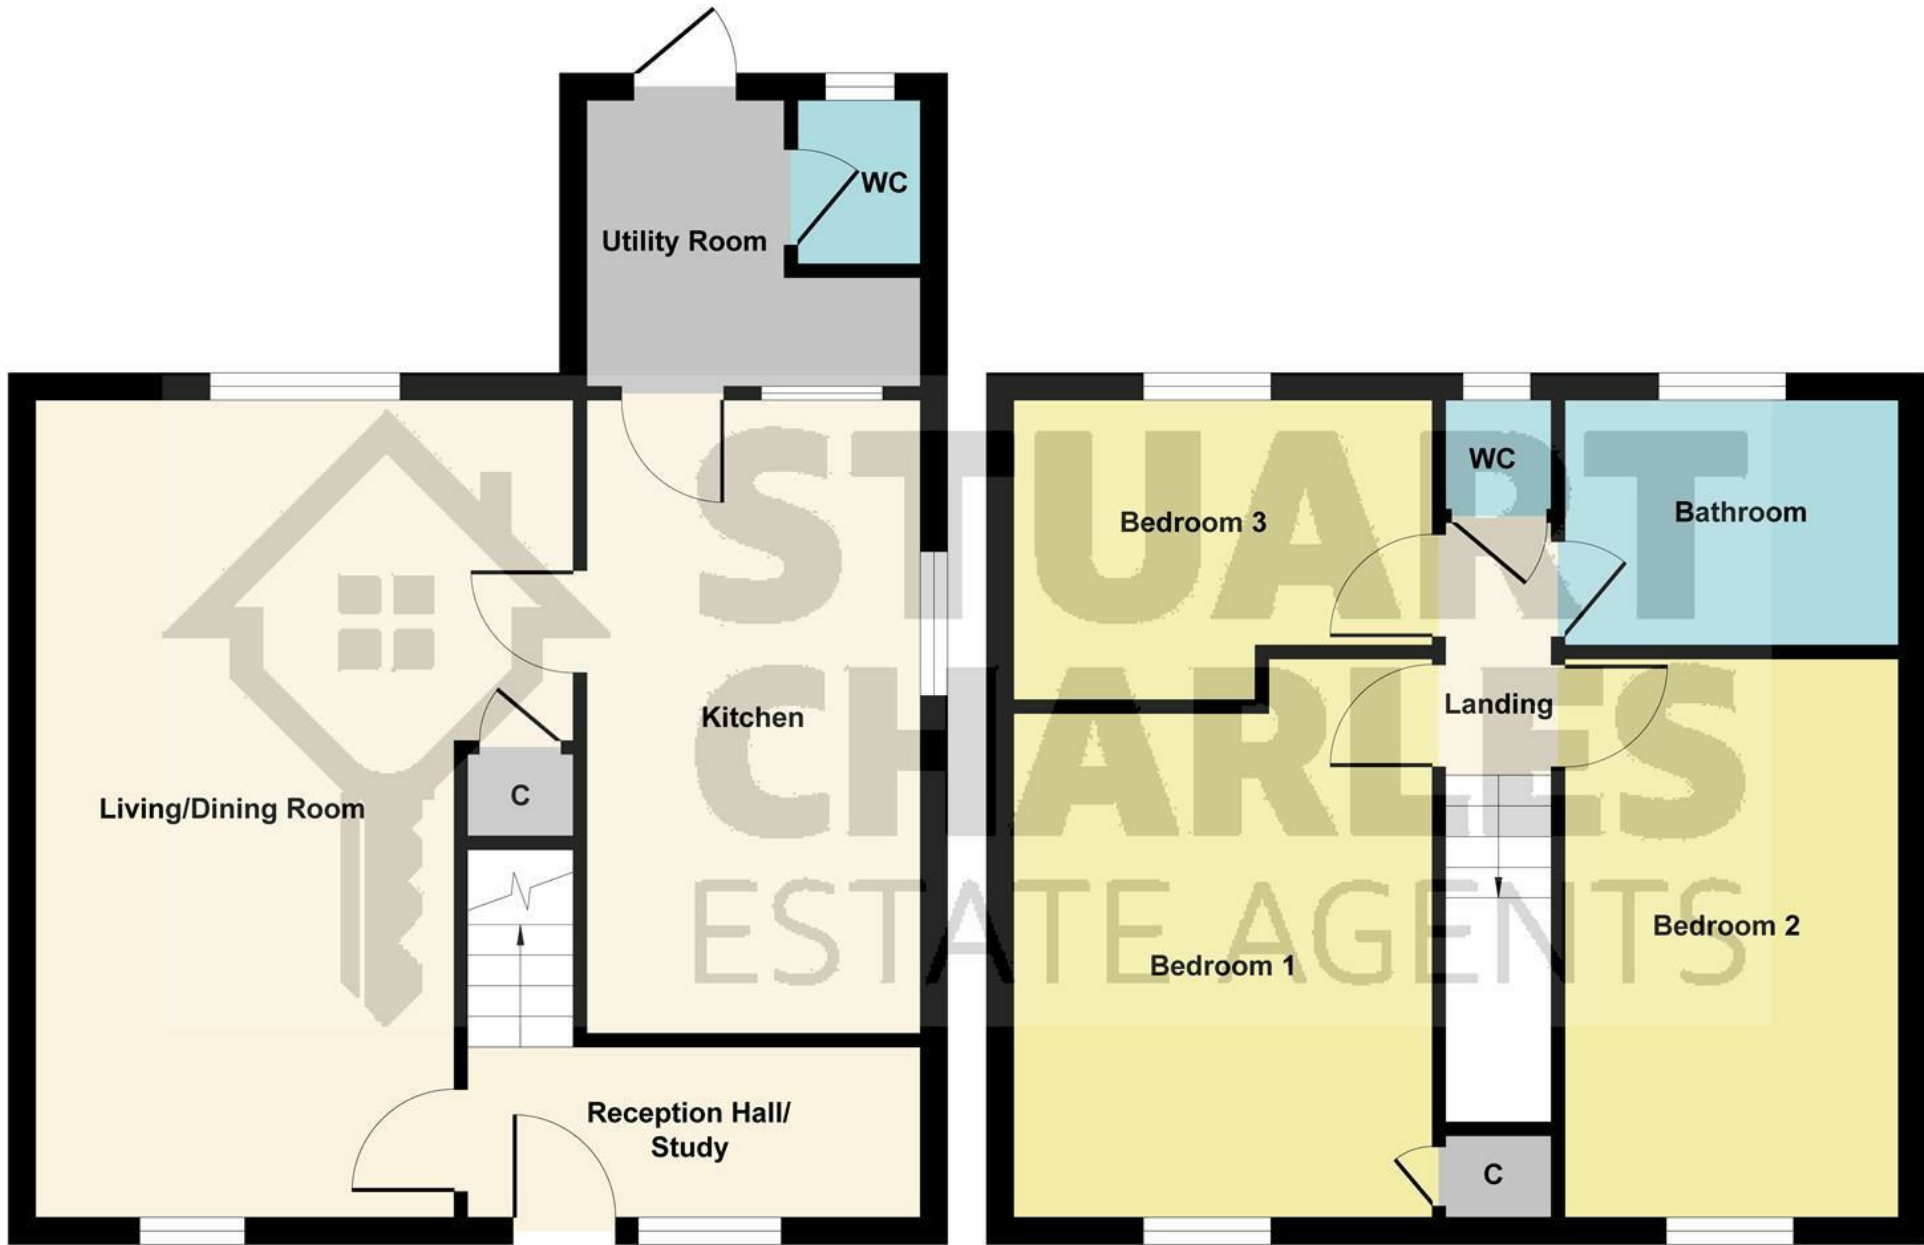 Utility Room
WC
Living/Dining Room
Kitchen
C
Reception Hall/
Study
Bedroom 3
WC
Bathroom
Landing
Bedroom 1
Bedroom 2
C
STUART
CHARLES
ESTATE AGENTS